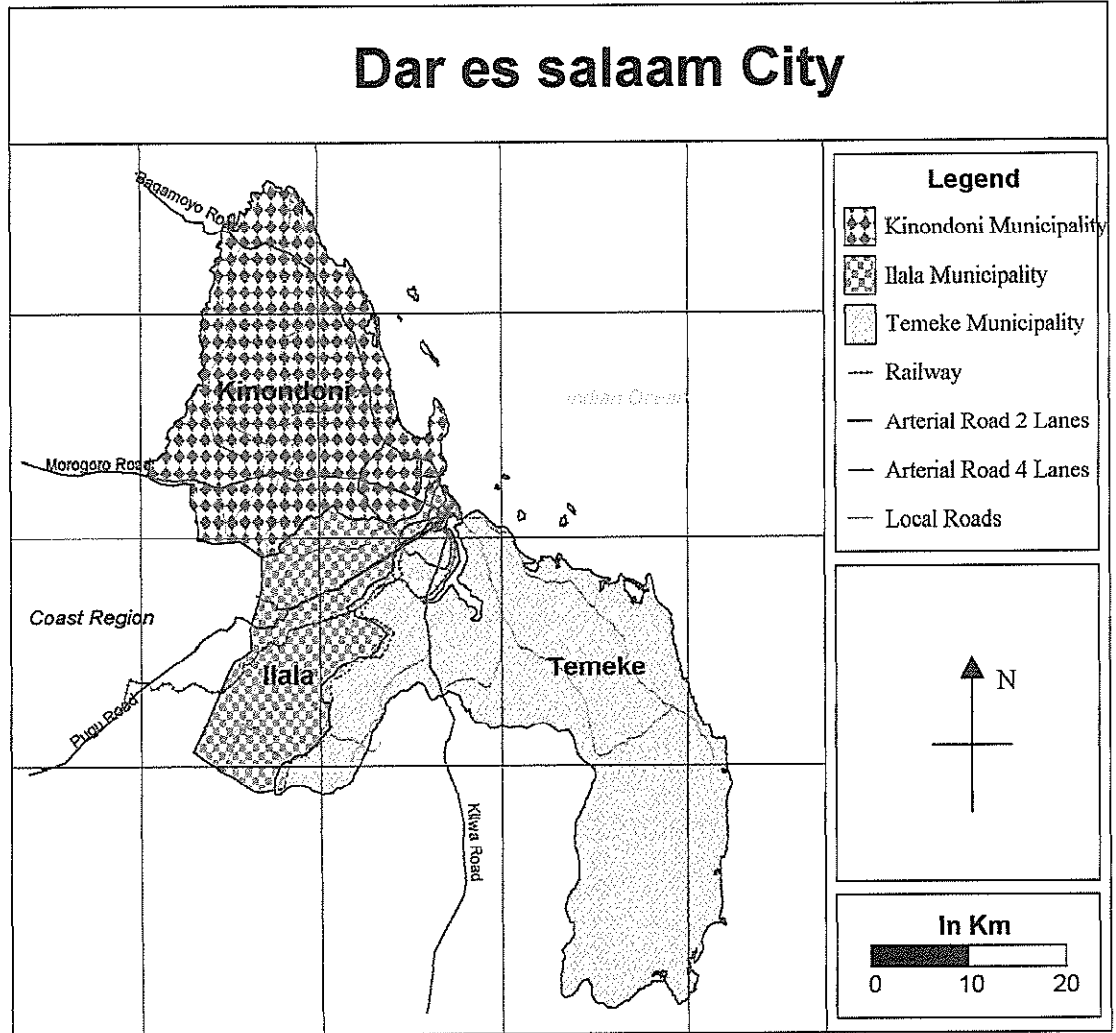 Dar es salaam City
Bagamoyo Road
Kinondoni
Indian Ocean
Morogoro Road
Coast Region
Ilala
Temeke
Pugu Road
Kilwa Road
Legend
Kinondoni Municipality
Ilala Municipality
Temeke Municipality
Railway
Arterial Road 2 Lanes
Arterial Road 4 Lanes
Local Roads
N
In Km
0 10 20